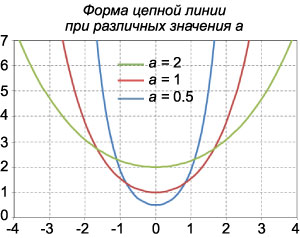 Форма цепной линии
при различных значения a
7
6
5
4
3
2
1
0
a = 2
a = 1
a = 0.5
-4 -3 -2 -1 0 1 2 3 4